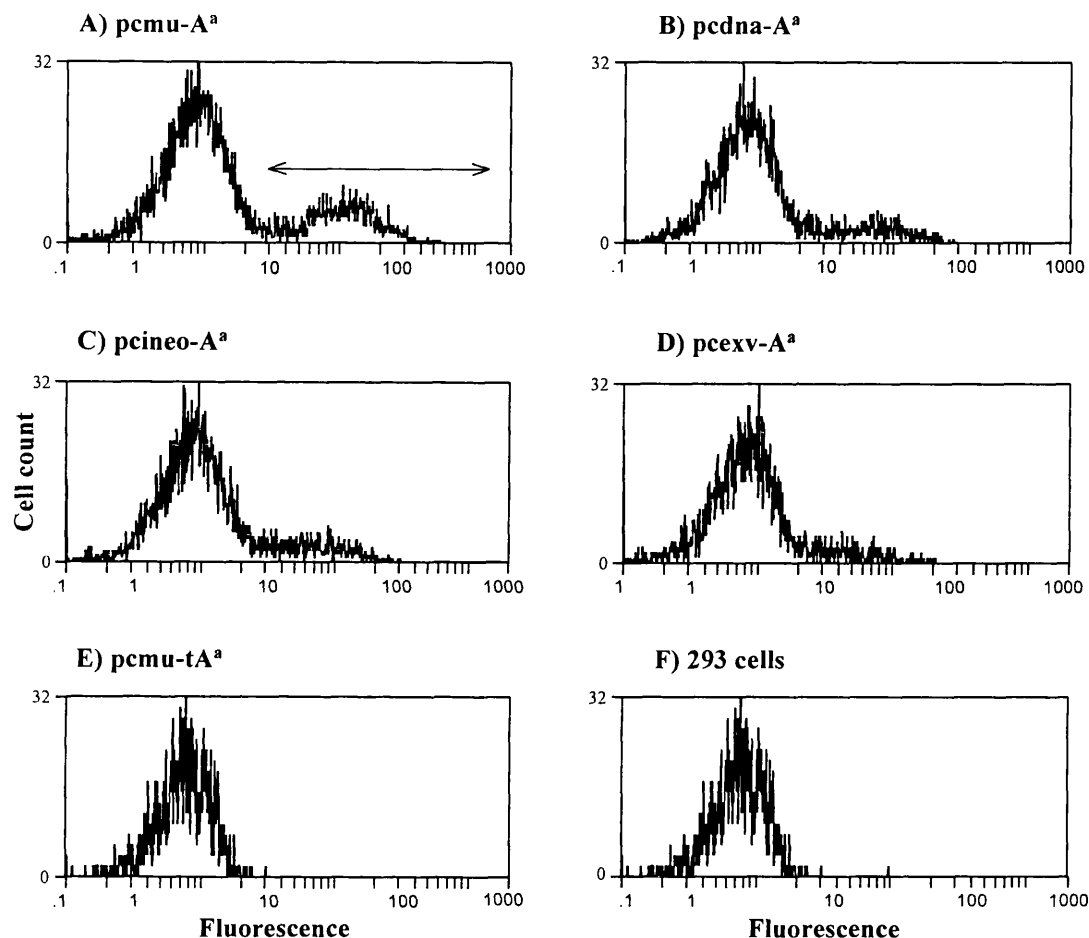 A) pcmu-Aᵃ
B) pcdna-Aᵃ
32
0
.1 1 10 100 1000
32
0
.1 1 10 100 1000
C) pcineo-Aᵃ
D) pcexv-Aᵃ
32
0
.1 1 10 100 1000
32
0
1 1 10 100 1000
Cell count
E) pcmu-tAᵃ
F) 293 cells
32
0
.1 1 10 100 1000
Fluorescence
32
0
.1 1 10 100 1000
Fluorescence